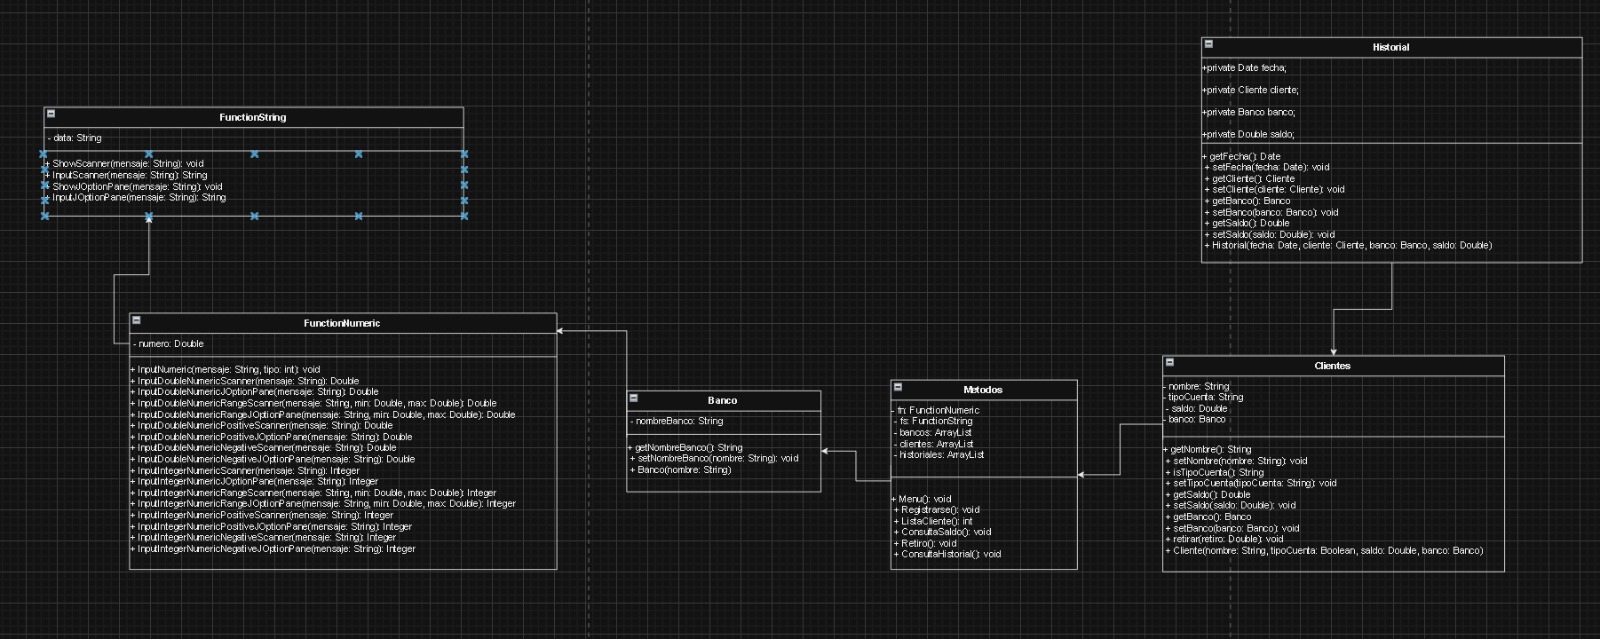 FunctionString
- data: String
+ ShowScanner(mensaje: String): void
+ InputScanner(mensaje: String): String
+ ShowJOptionPane(mensaje: String): void
+ InputJOptionPane(mensaje: String): String
FunctionNumeric
- numero: Double
+ InputNumeric(mensaje: String, tipo: int): void
+ InputDoubleNumericScanner(mensaje: String): Double
+ InputDoubleNumericJOptionPane(mensaje: String): Double
+ InputDoubleNumericRangeScanner(mensaje: String, min: Double, max: Double): Double
+ InputDoubleNumericRangeJOptionPane(mensaje: String, min: Double, max: Double): Double
+ InputDoubleNumericPositiveScanner(mensaje: String): Double
+ InputDoubleNumericPositiveJOptionPane(mensaje: String): Double
+ InputDoubleNumericNegativeScanner(mensaje: String): Double
+ InputDoubleNumericNegativeJOptionPane(mensaje: String): Double
+ InputIntegerNumericScanner(mensaje: String): Integer
+ InputIntegerNumericJOptionPane(mensaje: String): Integer
+ InputIntegerNumericRangeScanner(mensaje: String, min: Double, max: Double): Integer
+ InputIntegerNumericRangeJOptionPane(mensaje: String, min: Double, max: Double): Integer
+ InputIntegerNumericPositiveScanner(mensaje: String): Integer
+ InputIntegerNumericPositiveJOptionPane(mensaje: String): Integer
+ InputIntegerNumericNegativeScanner(mensaje: String): Integer
+ InputIntegerNumericNegativeJOptionPane(mensaje: String): Integer
Banco
- nombreBanco: String
+ getNombreBanco(): String
+ setNombreBanco(nombre: String): void
+ Banco(nombre: String)
Metodos
- fn: FunctionNumeric
- fs: FunctionString
- bancos: ArrayList
- clientes: ArrayList
- historiales: ArrayList
+ Menu(): void
+ Registrarse(): void
+ ListaCliente(): int
+ ConsultaSaldo(): void
+ Retiro(): void
+ ConsultaHistorial(): void
Historial
+private Date fecha;
+private Cliente cliente;
+private Banco banco;
+private Double saldo;
+ getFecha(): Date
+ setFecha(fecha: Date): void
+ getCliente(): Cliente
+ setCliente(cliente: Cliente): void
+ getBanco(): Banco
+ setBanco(banco: Banco): void
+ getSaldo(): Double
+ setSaldo(saldo: Double): void
+ Historial(fecha: Date, cliente: Cliente, banco: Banco, saldo: Double)
Clientes
- nombre: String
- tipoCuenta: String
- saldo: Double
- banco: Banco
+ getNombre(): String
+ setNombre(nombre: String): void
+ isTipoCuenta(): String
+ setTipoCuenta(tipoCuenta: String): void
+ getSaldo(): Double
+ setSaldo(saldo: Double): void
+ getBanco(): Banco
+ setBanco(banco: Banco): void
+ retirar(retiro: Double): void
+ Cliente(nombre: String, tipoCuenta: Boolean, saldo: Double, banco: Banco)